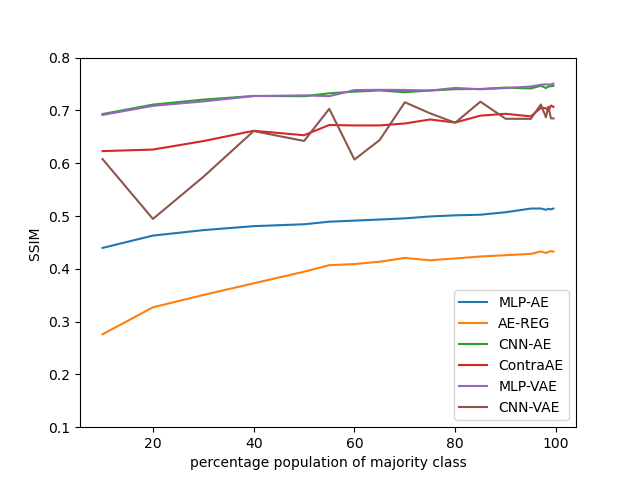 0.8
0.7
0.6
0.5
0.4
0.3
0.2
0.1
SSIM
20
40
60
80
100
percentage population of majority class
MLP-AE
AE-REG
CNN-AE
ContraAE
MLP-VAE
CNN-VAE